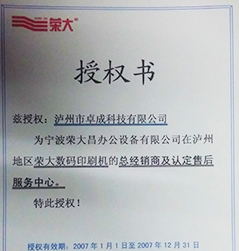 荣大
授权书
兹授权：泸州市卓成科技有限公司
为宁波荣大昌办公设备有限公司在泸州
地区荣大数码印刷机的总经销商及认定售后
服务中心。
特此授权！
授权有效期：2007年1月1日至2007年12月31日